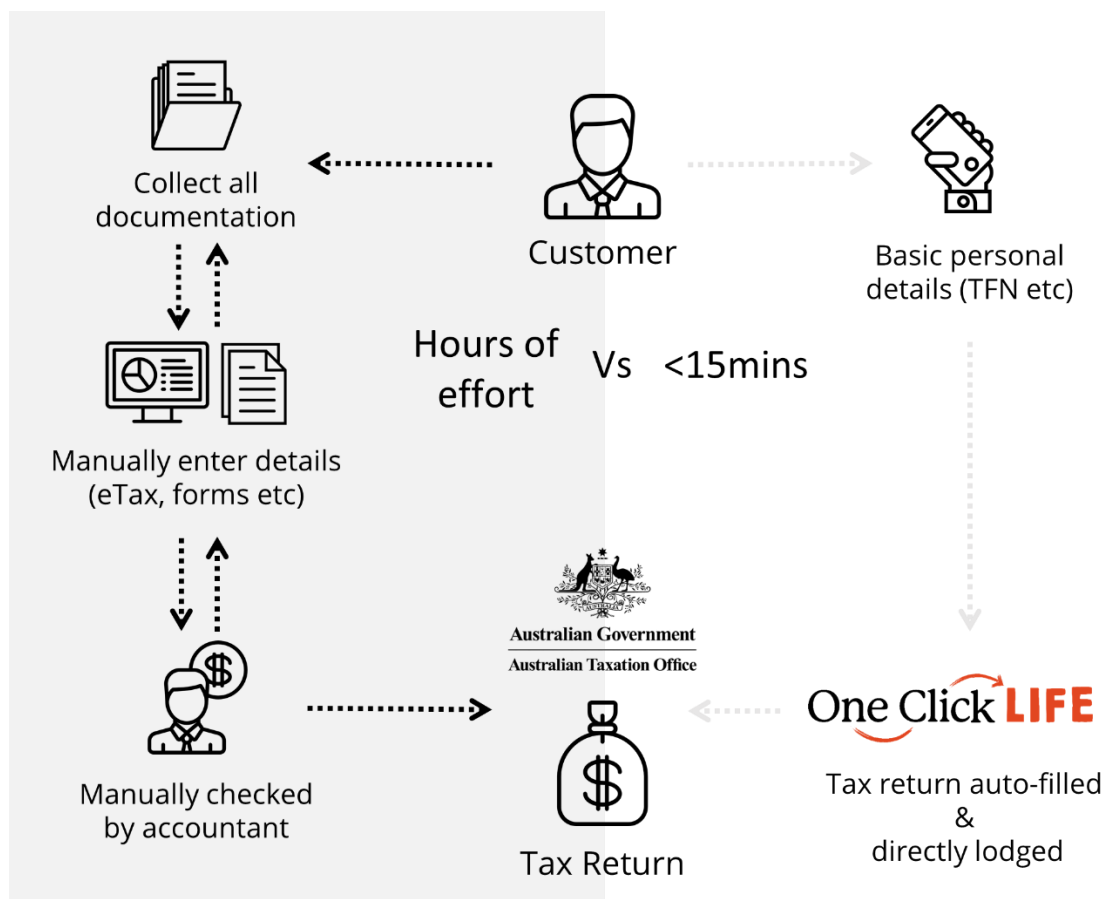 Collect all
documentation
Customer
Basic personal
details (TFN etc)
Hours of
effort
Vs
<15mins
Manually enter details
(eTax, forms etc)
Australian Government
Australian Taxation Office
One Click LIFE
Manually checked
by accountant
Tax Return
Tax return auto-filled
&
directly lodged